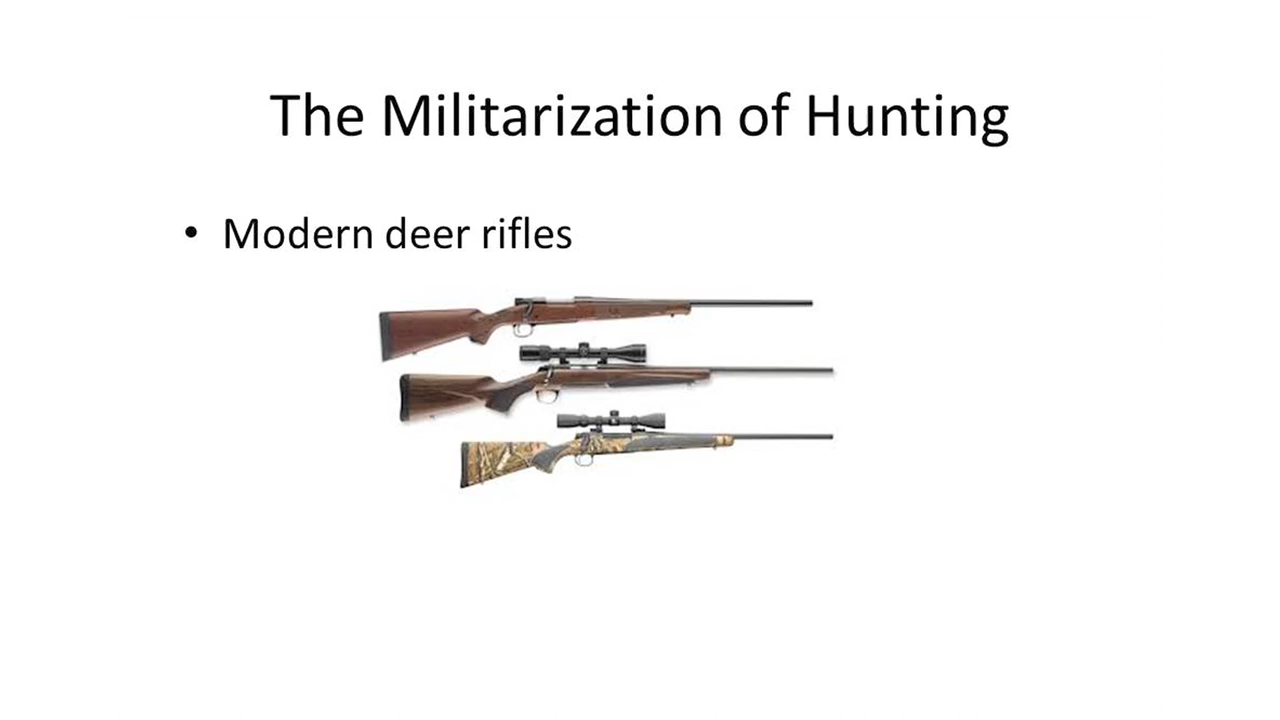 The Militarization of Hunting
• Modern deer rifles